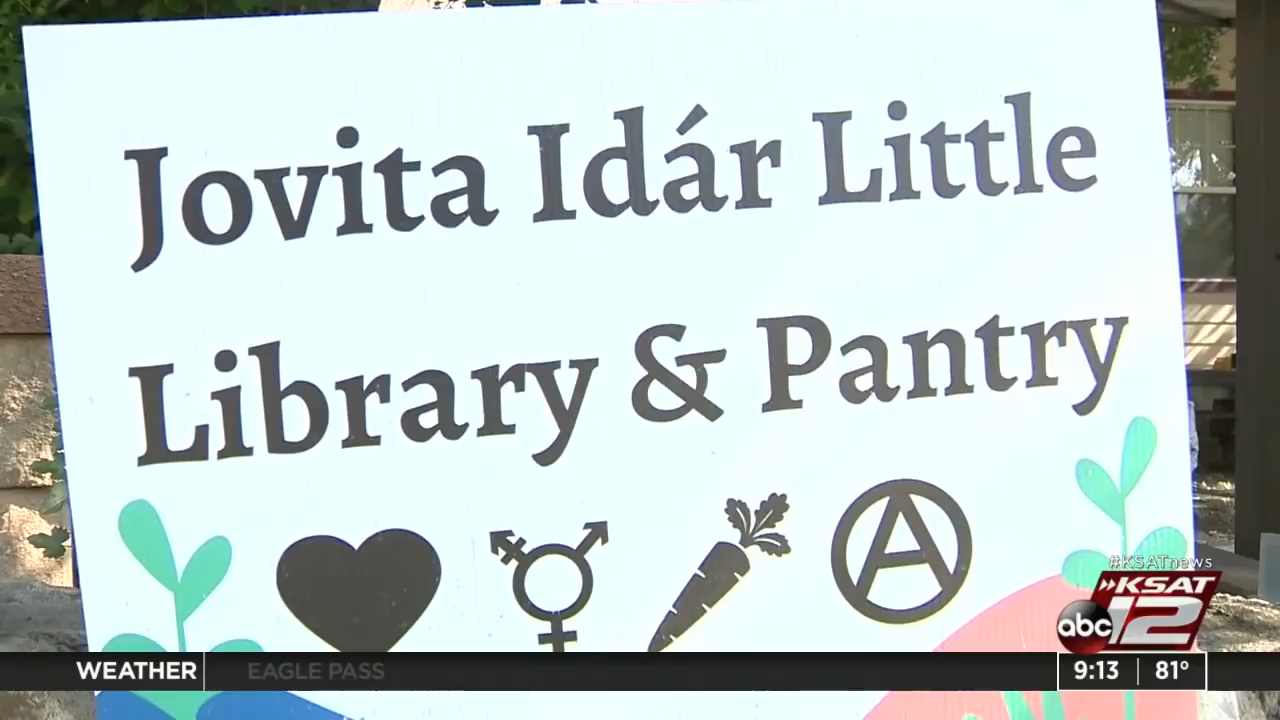 Jovita Idár Little
Library & Pantry
#KSATnews
KSAT
abc 12
WEATHER
EAGLE PASS
9:13
81°